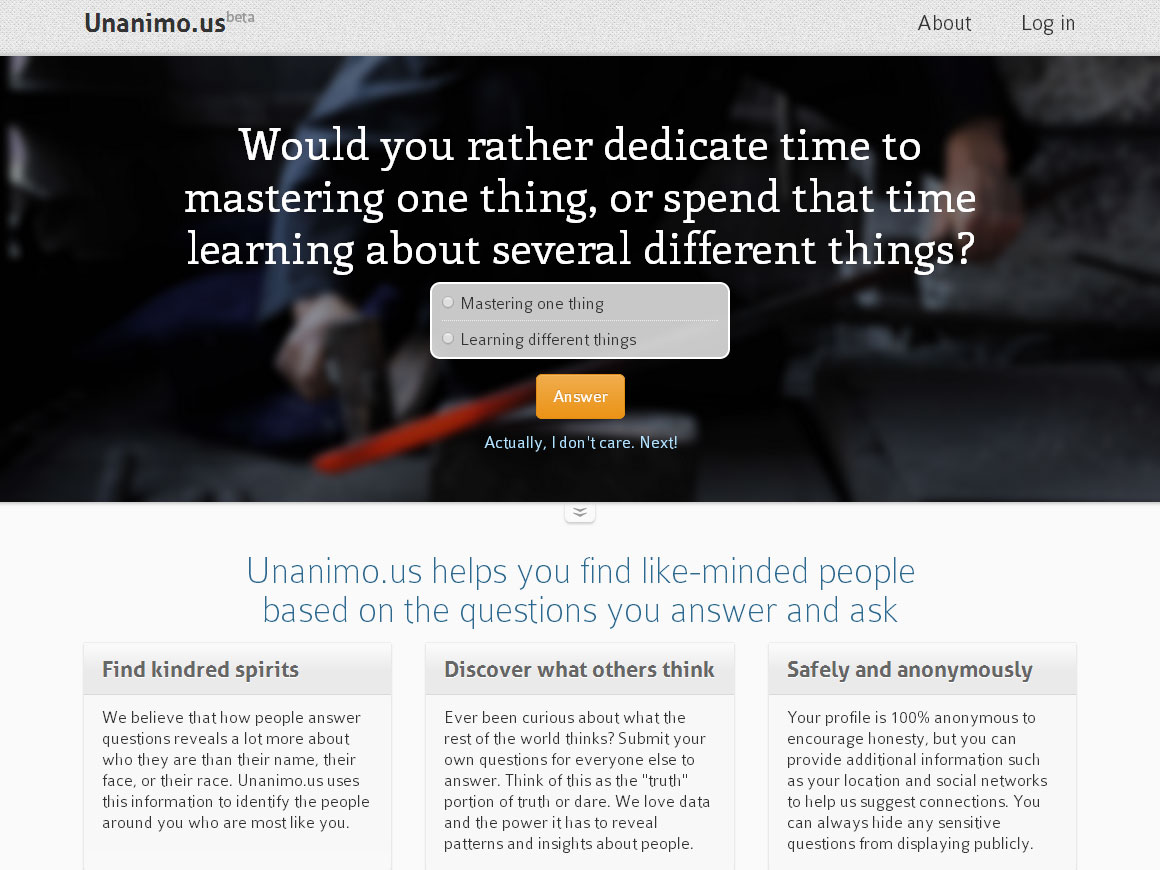 Unanimo.us beta
About
Log in
Would you rather dedicate time to
mastering one thing, or spend that time
learning about several different things?
Mastering one thing
Learning different things
Answer
Actually, I don't care. Next!
Unanimo.us helps you find like-minded people
based on the questions you answer and ask
Find kindred spirits
We believe that how people answer
questions reveals a lot more about
who they are than their name, their
face, or their race. Unanimo.us uses
this information to identify the people
around you who are most like you.
Discover what others think
Ever been curious about what the
rest of the world thinks? Submit your
own questions for everyone else to
answer. Think of this as the "truth"
portion of truth or dare. We love data
and the power it has to reveal
patterns and insights about people.
Safely and anonymously
Your profile is 100% anonymous to
encourage honesty, but you can
provide additional information such
as your location and social networks
to help us suggest connections. You
can always hide any sensitive
questions from displaying publicly.